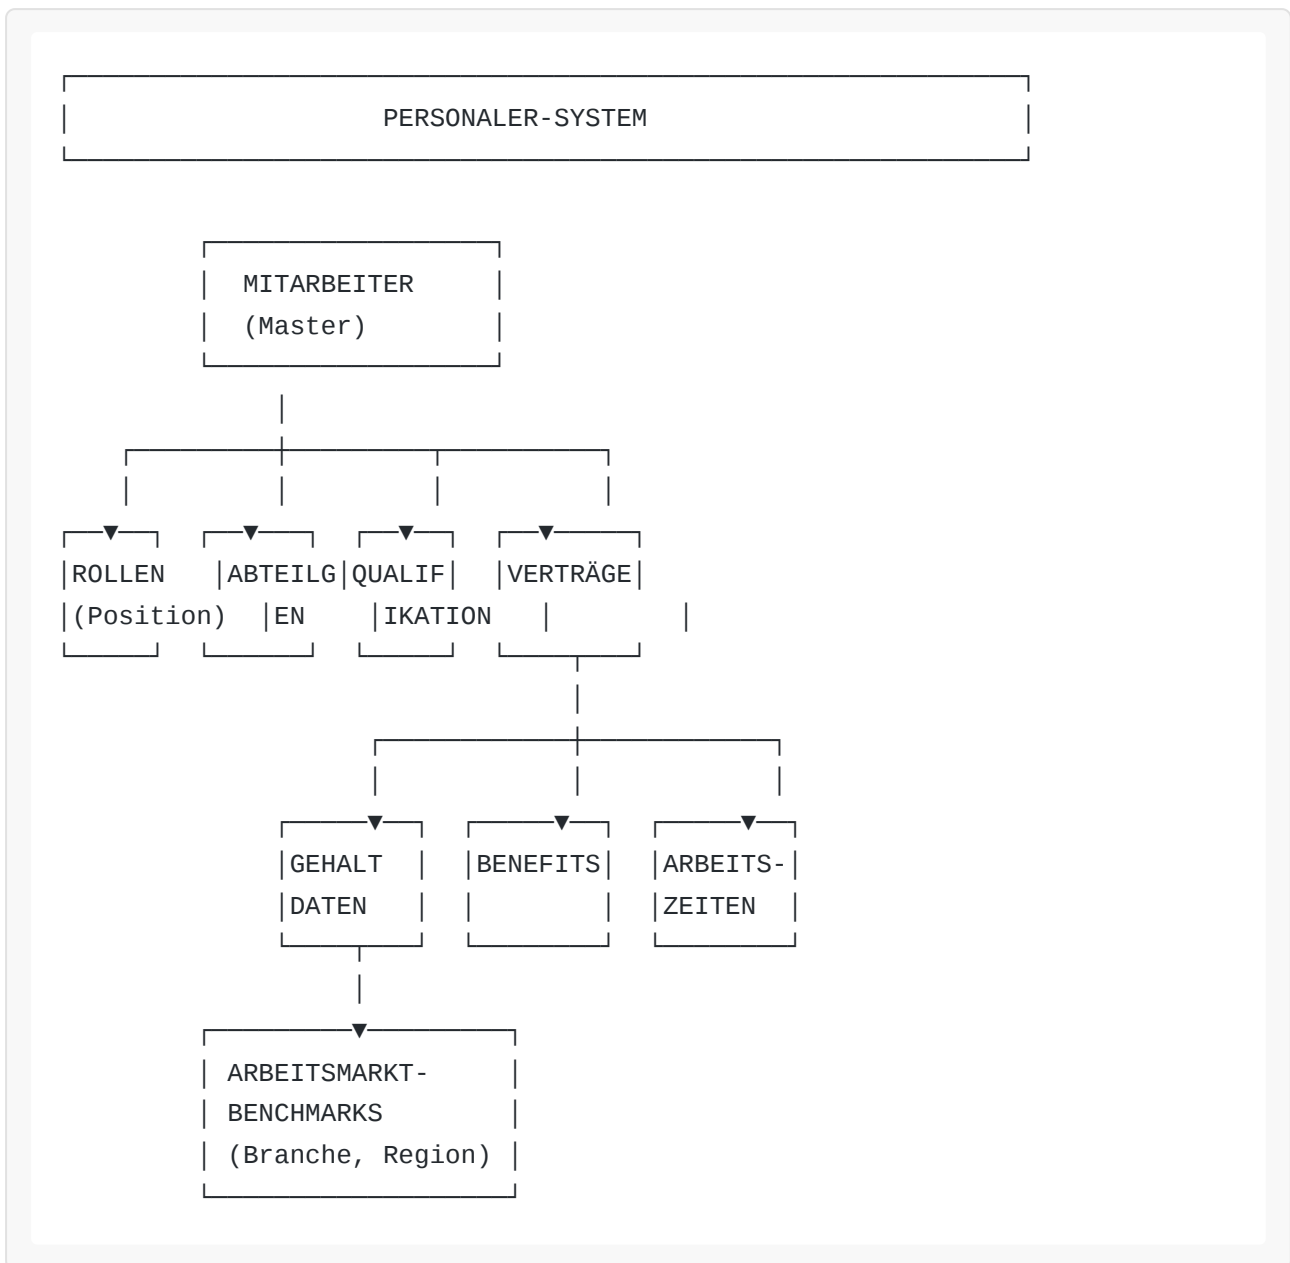 PERSONALER-SYSTEM
MITARBEITER
(Master)
ROLLEN ABTEILG QUALIF VERTRÄGE
(Position) EN IKATION
GEHALT BENEFITS ARBEITS-
DATEN ZEITEN
ARBEITSMARKT-
BENCHMARKS
(Branche, Region)